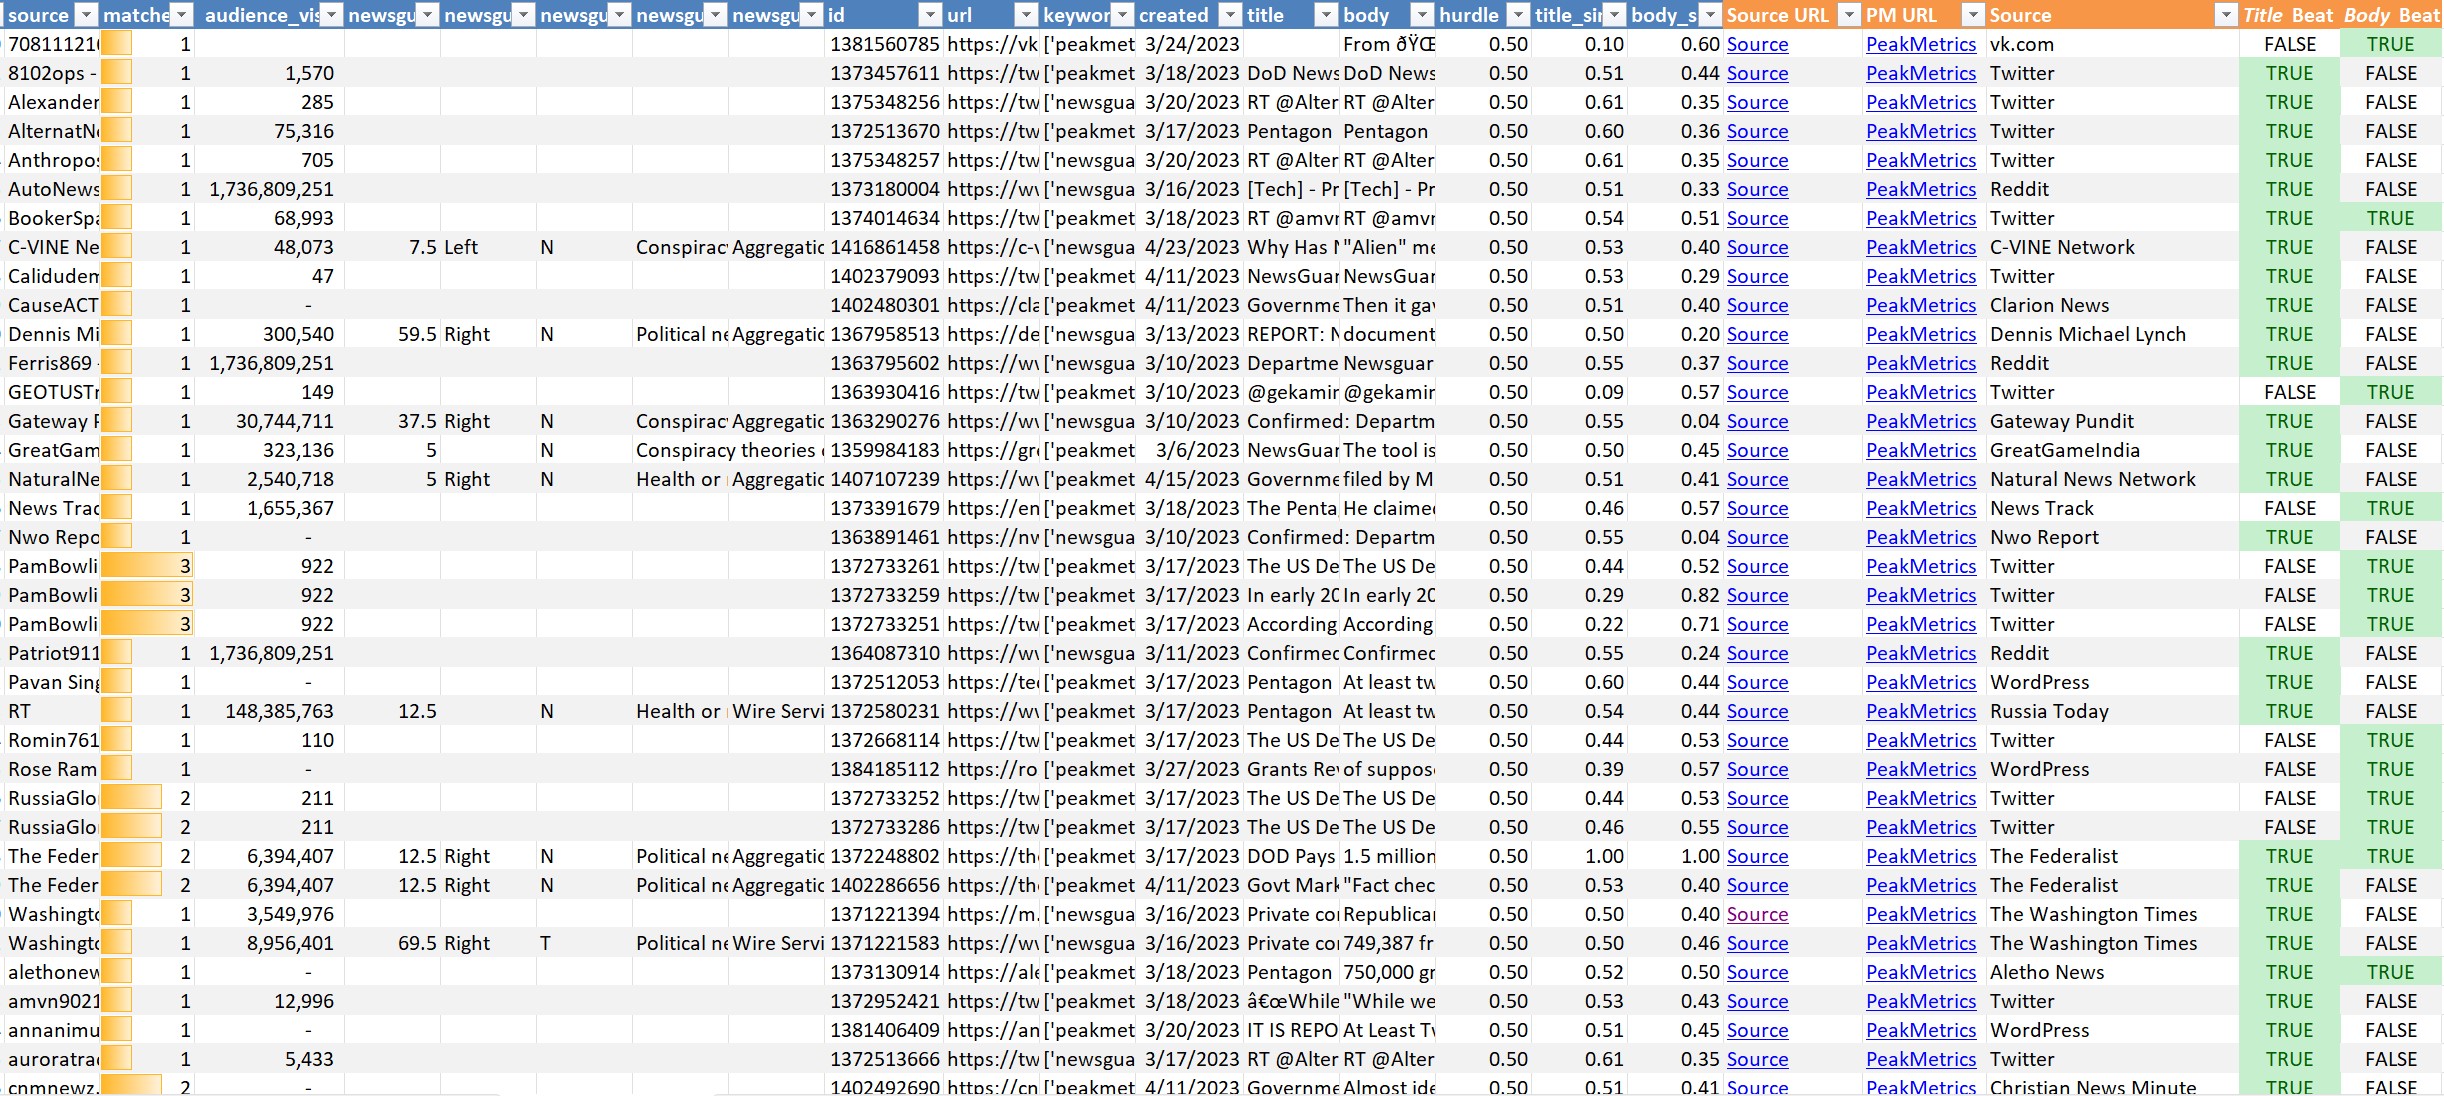 source matche audience_vis newsgu newsgu newsgu newsgu newsgu id url keywor created title body hurdle title_sin body_s Source URL PM URL Source Title Beat Body Beat
708111210 1 1381560785 https://vk ['peakmet 3/24/2023 From ðŸŒ 0.50 0.10 0.60 Source PeakMetrics vk.com FALSE TRUE
8102ops - 1 1,570 1373457611 https://tw ['peakmet 3/18/2023 DoD News DoD News 0.50 0.51 0.44 Source PeakMetrics Twitter TRUE FALSE
Alexander 1 285 1375348256 https://tw ['newsgua 3/20/2023 RT @Alter RT @Alter 0.50 0.61 0.35 Source PeakMetrics Twitter TRUE FALSE
AlternatNe 1 75,316 1372513670 https://tw ['peakmet 3/17/2023 Pentagon Pentagon 0.50 0.60 0.36 Source PeakMetrics Twitter TRUE FALSE
Anthropos 1 705 1375348257 https://tw ['newsgua 3/20/2023 RT @Alter RT @Alter 0.50 0.61 0.35 Source PeakMetrics Twitter TRUE FALSE
AutoNews 1 1,736,809,251 1373180004 https://w ['peakmet 3/16/2023 [Tech] - Pr [Tech] - Pr 0.50 0.51 0.33 Source PeakMetrics Reddit TRUE FALSE
BookerSpa 1 68,993 1374014634 https://tw ['peakmet 3/18/2023 RT @amvn RT @amvn 0.50 0.54 0.51 Source PeakMetrics Twitter TRUE TRUE
C-VINE Ne 1 48,073 7.5 Left N Conspirac Aggregatio 1416861458 https://c-v ['newsgua 4/23/2023 Why Has N "Alien" me 0.50 0.53 0.40 Source PeakMetrics C-VINE Network TRUE FALSE
Calidudem 1 47 1402379093 https://tw ['peakmet 4/11/2023 NewsGuar NewsGuar 0.50 0.53 0.29 Source PeakMetrics Twitter TRUE FALSE
CauseACT 1 - 1402480301 https://cla ['peakmet 4/11/2023 Governme Then it gav 0.50 0.51 0.40 Source PeakMetrics Clarion News TRUE FALSE
Dennis Mi 1 300,540 59.5 Right N Political ne Aggregatio 1367958513 https://de ['newsgua 3/13/2023 REPORT: N document 0.50 0.50 0.20 Source PeakMetrics Dennis Michael Lynch TRUE FALSE
Ferris869 - 1 1,736,809,251 1363795602 https://w ['newsgua 3/10/2023 Departme Newsguar 0.50 0.55 0.37 Source PeakMetrics Reddit TRUE FALSE
GEOTUSTr 1 149 1363930416 https://tw ['peakmet 3/10/2023 @gekamin @gekamin 0.50 0.09 0.57 Source PeakMetrics Twitter FALSE TRUE
Gateway P 1 30,744,711 37.5 Right N Conspirac Aggregatio 1363290276 https://w ['newsgua 3/10/2023 Confirmed: Departm 0.50 0.55 0.04 Source PeakMetrics Gateway Pundit TRUE FALSE
GreatGam 1 323,136 5 N Conspiracy theories 1359984183 https://gr ['newsgua 3/6/2023 NewsGuar The tool is 0.50 0.50 0.45 Source PeakMetrics GreatGameIndia TRUE FALSE
NaturalNe 1 2,540,718 5 Right N Health or Aggregatio 1407107239 https://w ['peakmet 4/15/2023 Governme filed by M 0.50 0.51 0.41 Source PeakMetrics Natural News Network TRUE FALSE
News Trac 1 1,655,367 1373391679 https://en ['peakmet 3/18/2023 The Penta He claimed 0.50 0.46 0.57 Source PeakMetrics News Track FALSE TRUE
Nwo Repo 1 - 1363891461 https://nv ['newsgua 3/10/2023 Confirmed: Departm 0.50 0.55 0.04 Source PeakMetrics Nwo Report TRUE FALSE
PamBowli 3 922 1372733261 https://tw ['peakmet 3/17/2023 The US De The US De 0.50 0.44 0.52 Source PeakMetrics Twitter FALSE TRUE
PamBowli 3 922 1372733259 https://tw ['peakmet 3/17/2023 In early 20 In early 20 0.50 0.29 0.82 Source PeakMetrics Twitter FALSE TRUE
PamBowli 3 922 1372733251 https://tw ['peakmet 3/17/2023 According According 0.50 0.22 0.71 Source PeakMetrics Twitter FALSE TRUE
Patriot911 1 1,736,809,251 1364087310 https://w ['newsgua 3/11/2023 Confirmed Confirmed 0.50 0.55 0.24 Source PeakMetrics Reddit TRUE FALSE
Pavan Sing 1 - 1372512053 https://te ['peakmet 3/17/2023 Pentagon At least tw 0.50 0.60 0.44 Source PeakMetrics WordPress TRUE FALSE
RT 1 148,385,763 12.5 N Health or Wire Servi 1372580231 https://w ['peakmet 3/17/2023 Pentagon At least tw 0.50 0.54 0.44 Source PeakMetrics Russia Today TRUE FALSE
Romin761 1 110 1372668114 https://tw ['peakmet 3/17/2023 The US De The US De 0.50 0.44 0.53 Source PeakMetrics Twitter FALSE TRUE
Rose Ram 1 - 1384185112 https://ro ['peakmet 3/27/2023 Grants Rev of suppose 0.50 0.39 0.57 Source PeakMetrics WordPress FALSE TRUE
RussiaGlo 2 211 1372733252 https://tw ['peakmet 3/17/2023 The US De The US De 0.50 0.44 0.53 Source PeakMetrics Twitter FALSE TRUE
RussiaGlo 2 211 1372733286 https://tw ['peakmet 3/17/2023 The US De The US De 0.50 0.46 0.55 Source PeakMetrics Twitter FALSE TRUE
The Feder 2 6,394,407 12.5 Right N Political ne Aggregatio 1372248802 https://th ['peakmet 3/17/2023 DOD Pays 1.5 million 0.50 1.00 1.00 Source PeakMetrics The Federalist TRUE TRUE
The Feder 2 6,394,407 12.5 Right N Political ne Aggregatio 1402286656 https://th ['peakmet 4/11/2023 Govt Mark "Fact chec 0.50 0.53 0.40 Source PeakMetrics The Federalist TRUE FALSE
Washingto 1 3,549,976 1371221394 https://m. ['newsgua 3/16/2023 Private cor Republicar 0.50 0.50 0.40 Source PeakMetrics The Washington Times TRUE FALSE
Washingto 1 8,956,401 69.5 Right T Political ne Wire Servi 1371221583 https://w ['newsgua 3/16/2023 Private cor 749,387 fr 0.50 0.50 0.46 Source PeakMetrics The Washington Times TRUE FALSE
alethonew 1 - 1373130914 https://ale ['peakmet 3/18/2023 Pentagon 750,000 gr 0.50 0.52 0.50 Source PeakMetrics Aletho News TRUE TRUE
amvn9021 1 12,996 1372952421 https://tw ['peakmet 3/18/2023 â€œWhile "While we 0.50 0.53 0.43 Source PeakMetrics Twitter TRUE FALSE
annanimu 1 - 1381406409 https://an ['peakmet 3/20/2023 IT IS REPO At Least Tv 0.50 0.51 0.45 Source PeakMetrics WordPress TRUE FALSE
auroratrae 1 5,433 1372513666 https://tw ['newsgua 3/17/2023 RT @Alter RT @Alter 0.50 0.61 0.35 Source PeakMetrics Twitter TRUE FALSE
cnmnewz. 2 - 1402492690 https://cn ['peakmet 4/11/2023 Governme Almost ide 0.50 0.51 0.41 Source PeakMetrics Christian News Minute TRUE FALSE